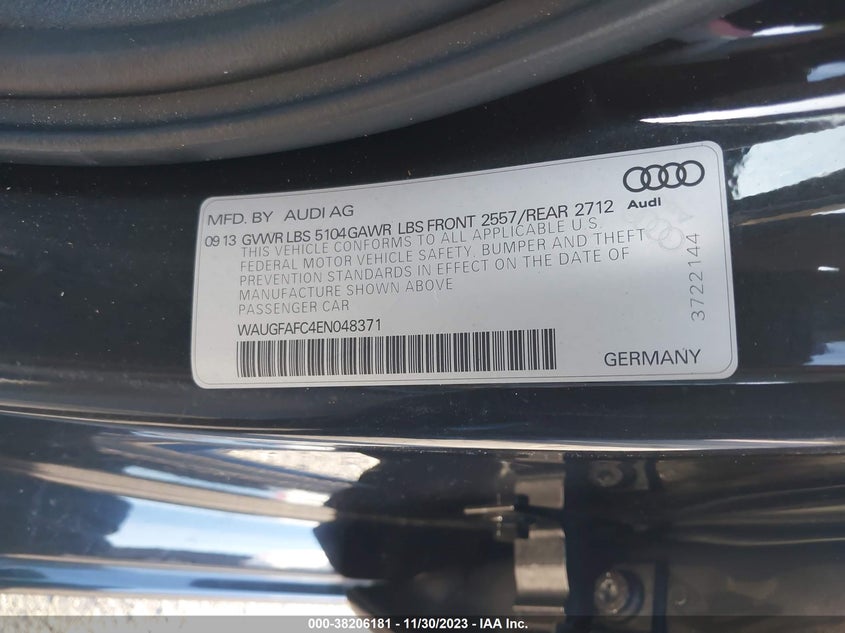 MFD. BY AUDI AG
Audi
09 13 GVWR LBS 5104 GAWR LBS FRONT 2557/REAR 2712
THIS VEHICLE CONFORMS TO ALL APPLICABLE U.S.
FEDERAL MOTOR VEHICLE SAFETY, BUMPER AND THEFT
PREVENTION STANDARDS IN EFFECT ON THE DATE OF
MANUFACTURE SHOWN ABOVE
PASSENGER CAR
3722144
WAUGFAFC4EN048371
GERMANY
000-38206181 - 11/30/2023 - IAA Inc.